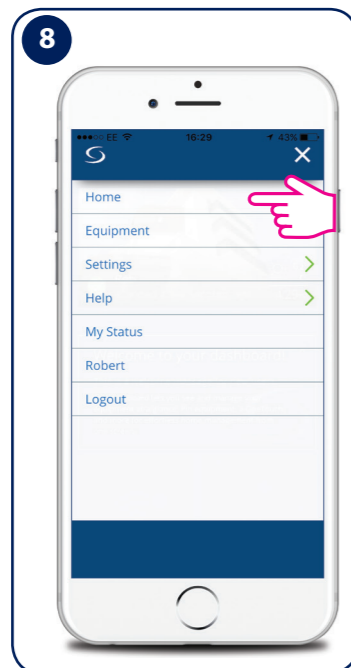 8
EE 16:29 43%
Home
Equipment
Settings
Help
My Status
Robert
Logout